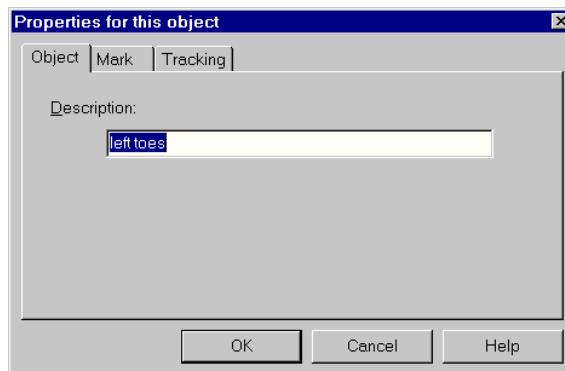 Properties for this object
Object Mark Tracking
Description:
left toes
OK Cancel Help